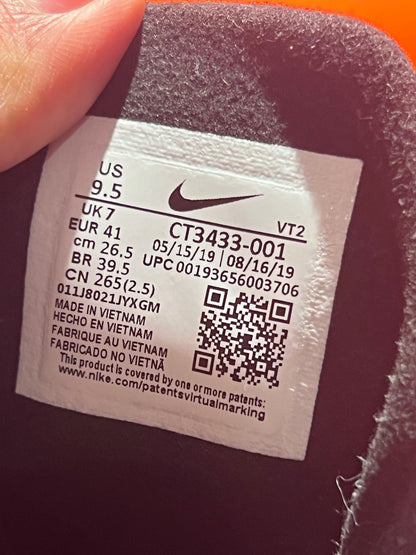 US
9.5
UK 7
EUR 41
cm 26.5
BR 39.5
CN 265(2.5)
011J8021JYXGM
VT2
CT3433-001
05/15/19 | 08/16/19
UPC 00193656003706
MADE IN VIETNAM
HECHO EN VIETNAM
FABRIQUE AU VIETNAM
FABRICADO NO VIETNÃ
This product is covered by one or more patents:
www.nike.com/patentsvirtualmarking